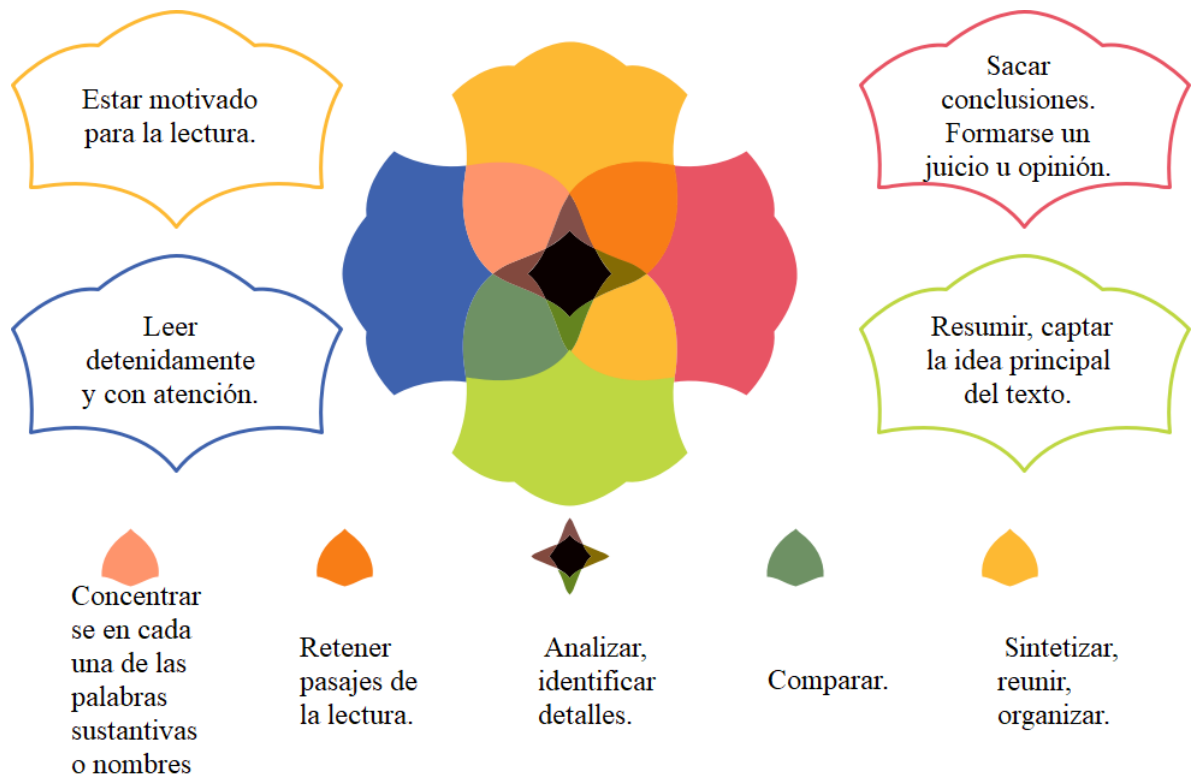 Estar motivado
para la lectura.
Sacar
conclusiones.
Formarse un
juicio u opinión.
Leer
detenidamente
y con atención.
Resumir, captar
la idea principal
del texto.
Concentrar
se en cada
una de las
palabras
sustantivas
o nombres
Retener
pasajes de
la lectura.
Analizar,
identificar
detalles.
Comparar.
Sintetizar,
reunir,
organizar.